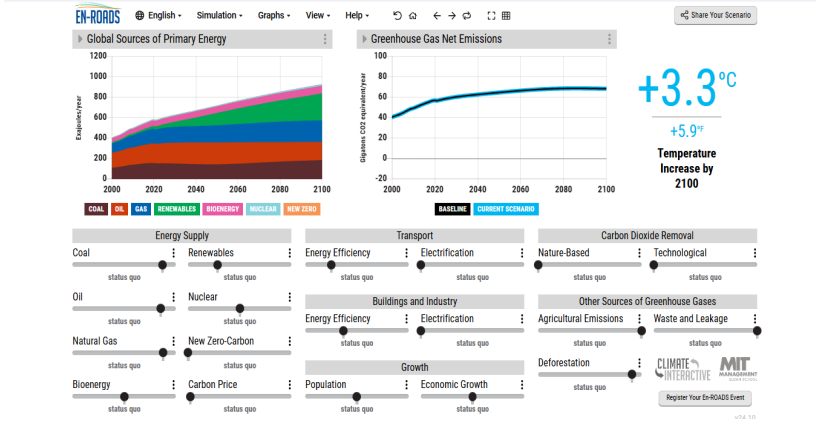 EN-ROADS
English
Simulation
Graphs
View
Help
Share Your Scenario
Global Sources of Primary Energy
1200
1000
800
600
400
200
0
Exajoules/year
2000 2020 2040 2060 2080 2100
COAL OIL GAS RENEWABLES BIOENERGY NUCLEAR NEW ZERO
Greenhouse Gas Net Emissions
100
80
60
40
20
0
-20
Gigatons CO2 equivalent/year
2000 2020 2040 2060 2080 2100
BASELINE CURRENT SCENARIO
+3.3°C
+5.9°F
Temperature
Increase by
2100
Energy Supply
Coal
status quo
Renewables
status quo
Oil
status quo
Nuclear
status quo
Natural Gas
status quo
New Zero-Carbon
status quo
Bioenergy
status quo
Carbon Price
status quo
Transport
Energy Efficiency
status quo
Electrification
status quo
Buildings and Industry
Energy Efficiency
status quo
Electrification
status quo
Growth
Population
status quo
Economic Growth
status quo
Carbon Dioxide Removal
Nature-Based
status quo
Technological
status quo
Other Sources of Greenhouse Gases
Agricultural Emissions
status quo
Waste and Leakage
status quo
Deforestation
status quo
CLIMATE
INTERACTIVE
MIT
MANAGEMENT
SLOAN SCHOOL
Register Your En-ROADS Event
v24.10